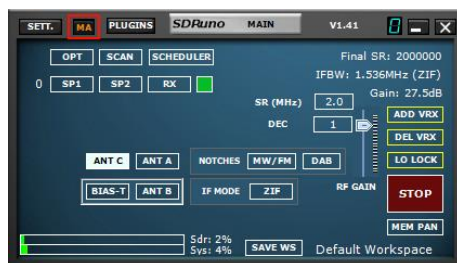 SETT. MA PLUGINS SDRuno MAIN V1.41
OPT SCAN SCHEDULER Final SR: 2000000
IFBW: 1.536MHz (ZIF)
0 SP1 SP2 RX Gain: 27.5dB
SR (MHz) 2.0
ADD VRX
DEC 1
DEL VRX
ANT C ANT A NOTCHES MW/FM DAB LO LOCK
BIAS-T ANT B IF MODE ZIF RF GAIN STOP
MEM PAN
Sdr: 2%
Sys: 4% SAVE WS Default Workspace